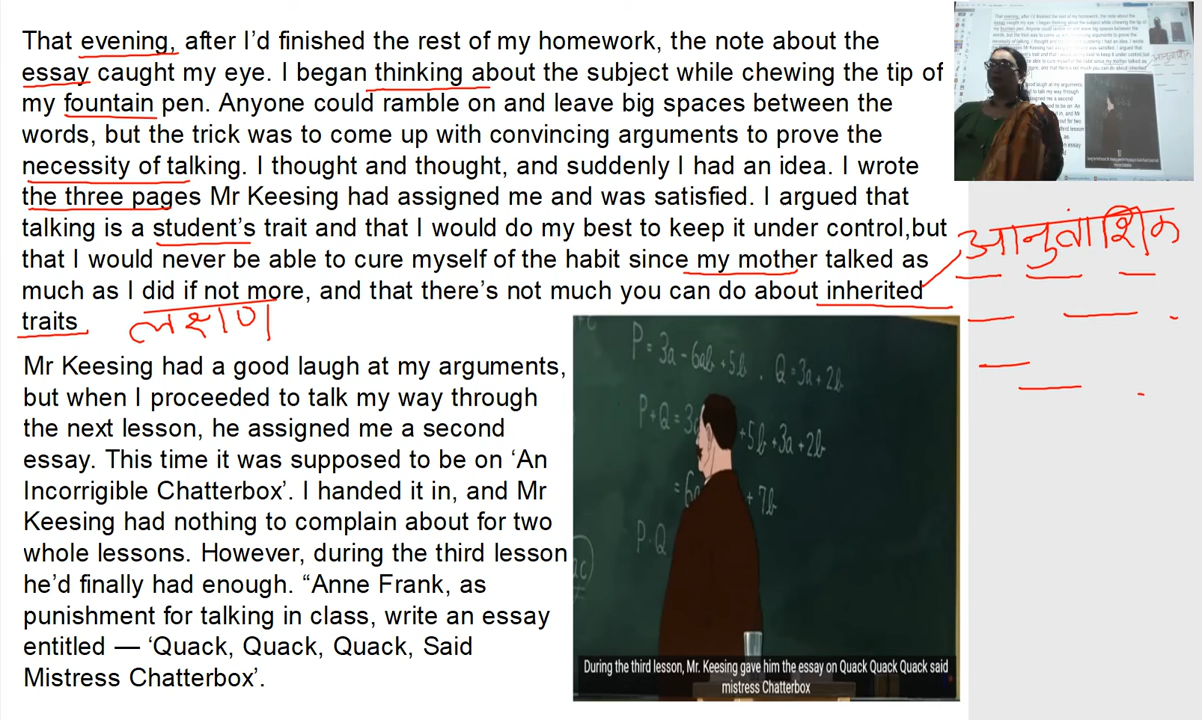 That evening, after I’d finished the rest of my homework, the note about the
essay caught my eye. I began thinking about the subject while chewing the tip of
my fountain pen. Anyone could ramble on and leave big spaces between the
words, but the trick was to come up with convincing arguments to prove the
necessity of talking. I thought and thought, and suddenly I had an idea. I wrote
the three pages Mr Keesing had assigned me and was satisfied. I argued that
talking is a student’s trait and that I would do my best to keep it under control,but
that I would never be able to cure myself of the habit since my mother talked as
much as I did if not more, and that there’s not much you can do about inherited
traits
लक्षण
आनुवांशिक
Mr Keesing had a good laugh at my arguments,
but when I proceeded to talk my way through
the next lesson, he assigned me a second
essay. This time it was supposed to be on ‘An
Incorrigible Chatterbox’. I handed it in, and Mr
Keesing had nothing to complain about for two
whole lessons. However, during the third lesson
he’d finally had enough. “Anne Frank, as
punishment for talking in class, write an essay
entitled — ‘Quack, Quack, Quack, Said
Mistress Chatterbox’.
P = 3a - 6ab + 5b , Q = 3a + 2b
P + Q = 3a + 5b + 3a + 2b
= 6a + 7b
P · Q
During the third lesson, Mr. Keesing gave him the essay on Quack Quack Quack said
mistress Chatterbox